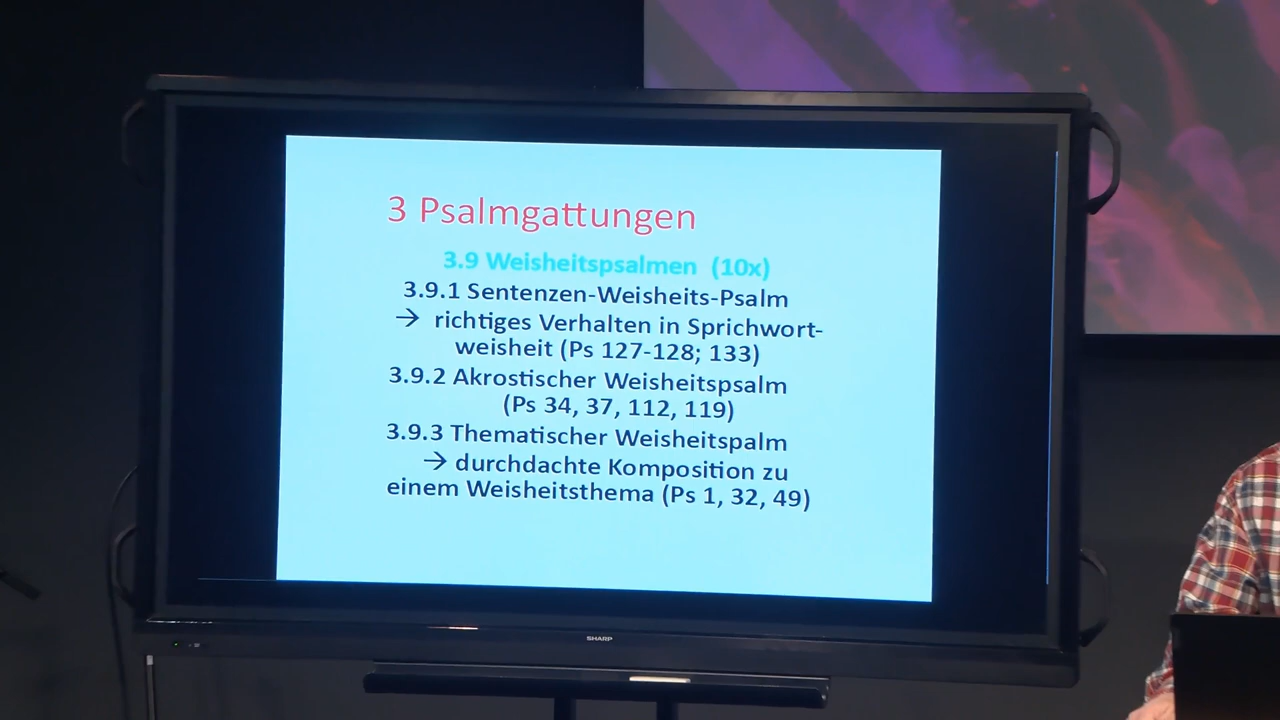 3 Psalmgattungen
3.9 Weisheitspsalmen (10x)
3.9.1 Sentenzen-Weisheits-Psalm
→ richtiges Verhalten in Sprichwort-
weisheit (Ps 127-128; 133)
3.9.2 Akrostischer Weisheitspsalm
(Ps 34, 37, 112, 119)
3.9.3 Thematischer Weisheitspalm
→ durchdachte Komposition zu
einem Weisheitsthema (Ps 1, 32, 49)
SHARP